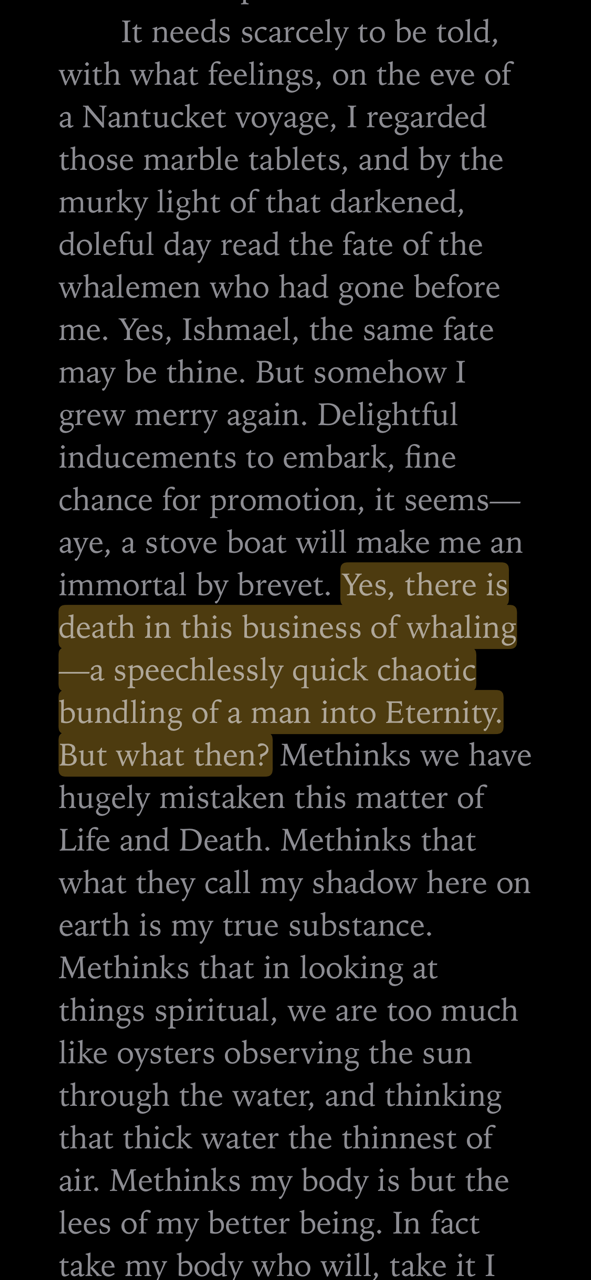 It needs scarcely to be told,
with what feelings, on the eve of
a Nantucket voyage, I regarded
those marble tablets, and by the
murky light of that darkened,
doleful day read the fate of the
whalemen who had gone before
me. Yes, Ishmael, the same fate
may be thine. But somehow I
grew merry again. Delightful
inducements to embark, fine
chance for promotion, it seems—
aye, a stove boat will make me an
immortal by brevet. Yes, there is
death in this business of whaling
—a speechlessly quick chaotic
bundling of a man into Eternity.
But what then? Methinks we have
hugely mistaken this matter of
Life and Death. Methinks that
what they call my shadow here on
earth is my true substance.
Methinks that in looking at
things spiritual, we are too much
like oysters observing the sun
through the water, and thinking
that thick water the thinnest of
air. Methinks my body is but the
lees of my better being. In fact
take my body who will, take it I